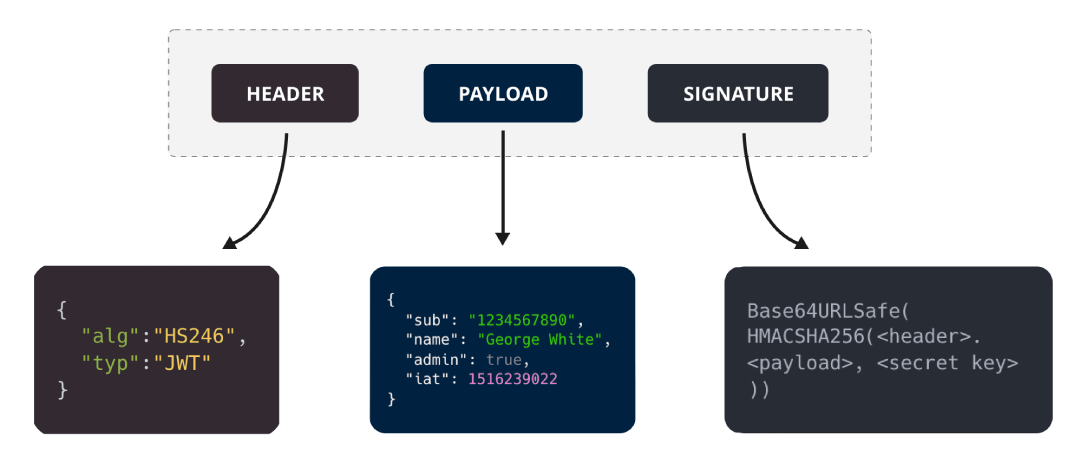 HEADER
PAYLOAD
SIGNATURE
{
"alg":"HS246",
"typ":"JWT"
}
{
"sub": "1234567890",
"name": "George White",
"admin": true,
"iat": 1516239022
}
Base64URLSafe(
HMACSHA256(<header>.
<payload>, <secret key>
))